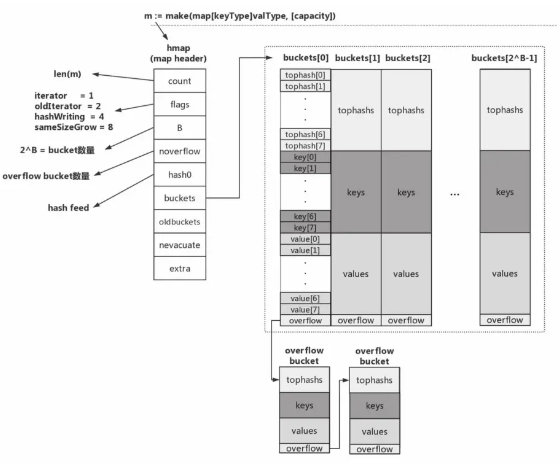 m := make(map[keyType]valType, [capacity])
hmap
(map header)
len(m)
iterator = 1
oldIterator = 2
hashWriting = 4
sameSizeGrow = 8
2^B = bucket数量
overflow bucket数量
hash feed
count
flags
B
noverflow
hash0
buckets
oldbuckets
nevacuate
extra
buckets[0] buckets[1] buckets[2] buckets[2^B-1]
tophash[0]
tophash[1]
.
.
.
tophash[6]
tophash[7]
key[0]
key[1]
.
.
.
key[6]
key[7]
value[0]
value[1]
.
.
.
value[6]
value[7]
overflow
tophashs
keys
values
overflow
tophashs
keys
values
overflow
...
tophashs
keys
values
overflow
overflow
bucket
tophashs
keys
values
overflow
overflow
bucket
tophashs
keys
values
overflow